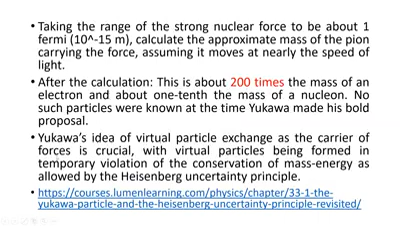 • Taking the range of the strong nuclear force to be about 1
fermi (10^-15 m), calculate the approximate mass of the pion
carrying the force, assuming it moves at nearly the speed of
light.
• After the calculation: This is about 200 times the mass of an
electron and about one-tenth the mass of a nucleon. No
such particles were known at the time Yukawa made his bold
proposal.
• Yukawa's idea of virtual particle exchange as the carrier of
forces is crucial, with virtual particles being formed in
temporary violation of the conservation of mass-energy as
allowed by the Heisenberg uncertainty principle.
• https://courses.lumenlearning.com/physics/chapter/33-1-the-
yukawa-particle-and-the-heisenberg-uncertainty-principle-revisited/